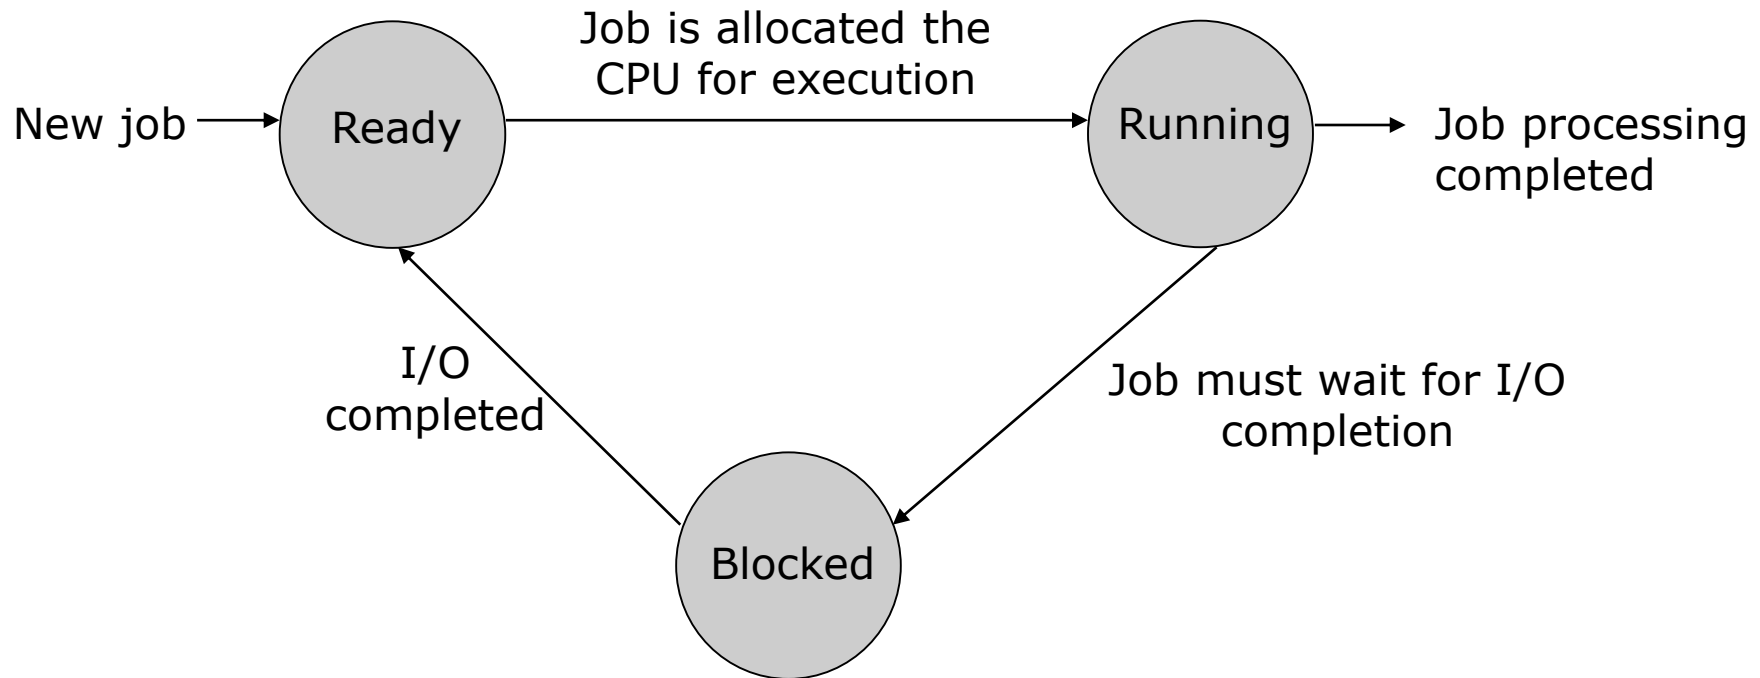 Job is allocated the
CPU for execution
New job
Ready
Running
Job processing
completed
I/O
completed
Job must wait for I/O
completion
Blocked